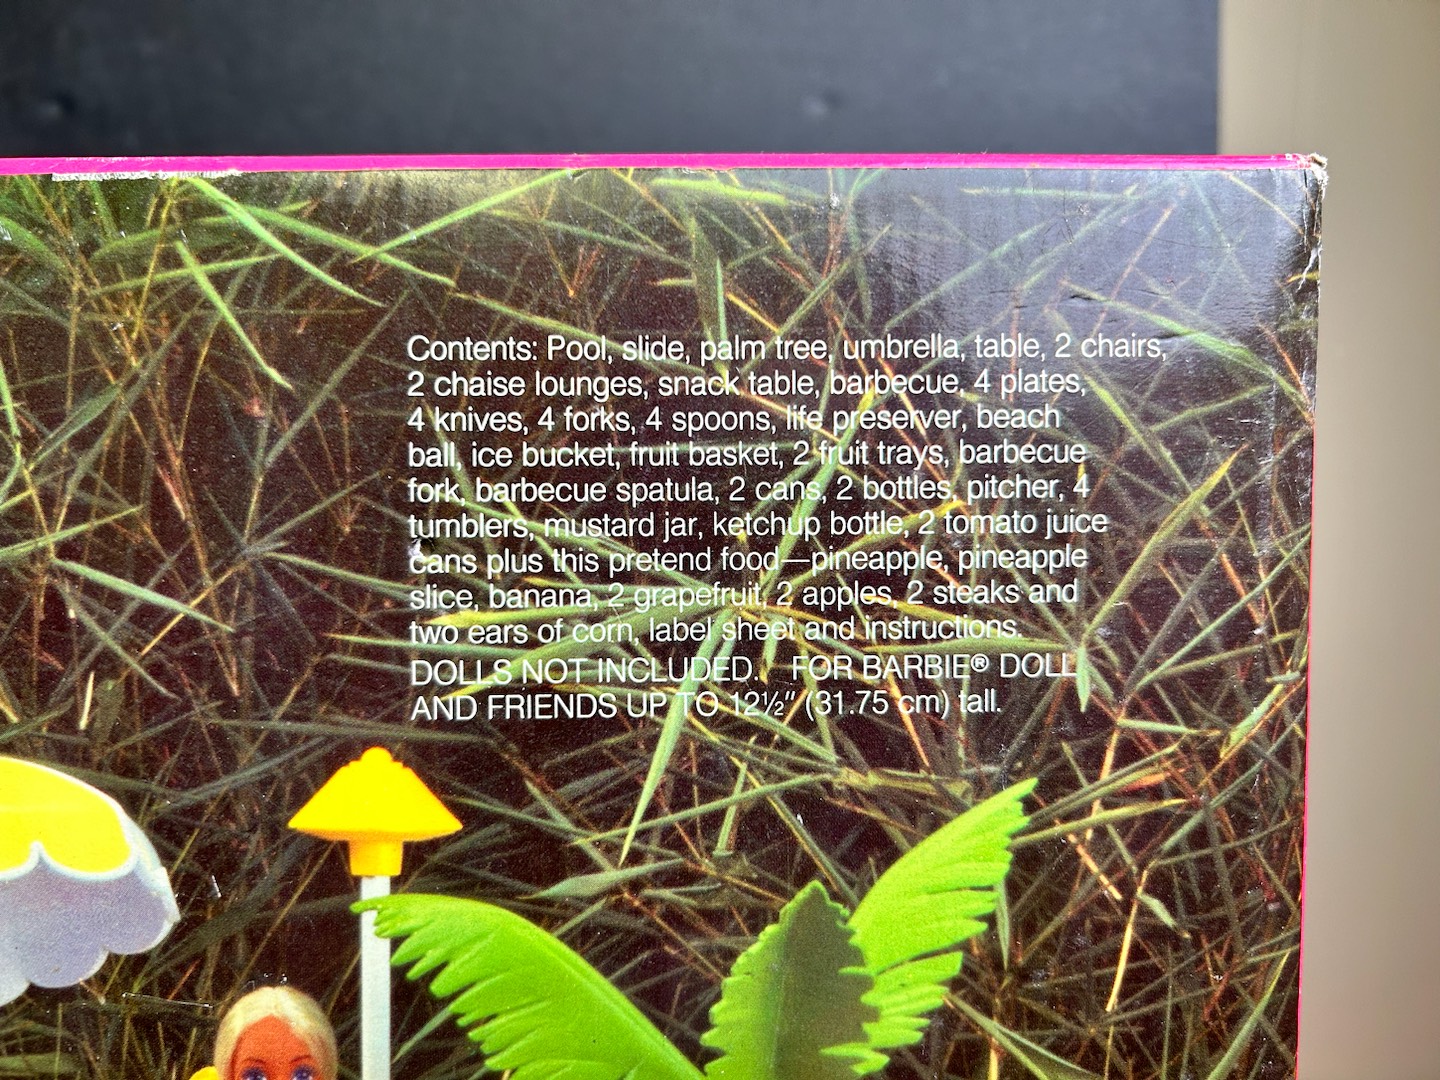 Contents: Pool, slide, palm tree, umbrella, table, 2 chairs,
2 chaise lounges, snack table, barbecue, 4 plates,
4 knives, 4 forks, 4 spoons, life preserver, beach
ball, ice bucket, fruit basket, 2 fruit trays, barbecue
fork, barbecue spatula, 2 cans, 2 bottles, pitcher, 4
tumblers, mustard jar, ketchup bottle, 2 tomato juice
cans plus this pretend food—pineapple, pineapple
slice, banana, 2 grapefruit, 2 apples, 2 steaks and
two ears of corn, label sheet and instructions.
DOLLS NOT INCLUDED. FOR BARBIE® DOLL
AND FRIENDS UP TO 12½" (31.75 cm) tall.